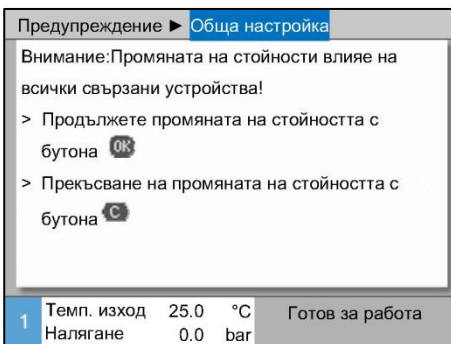 Предупреждение ► Обща настройка
Внимание:Промяната на стойности влияе на
всички свързани устройства!
> Продължете промяната на стойността с
бутона OK
> Прекъсване на промяната на стойността с
бутона C
1 Темп. изход 25.0 °C Готов за работа
Налягане 0.0 bar